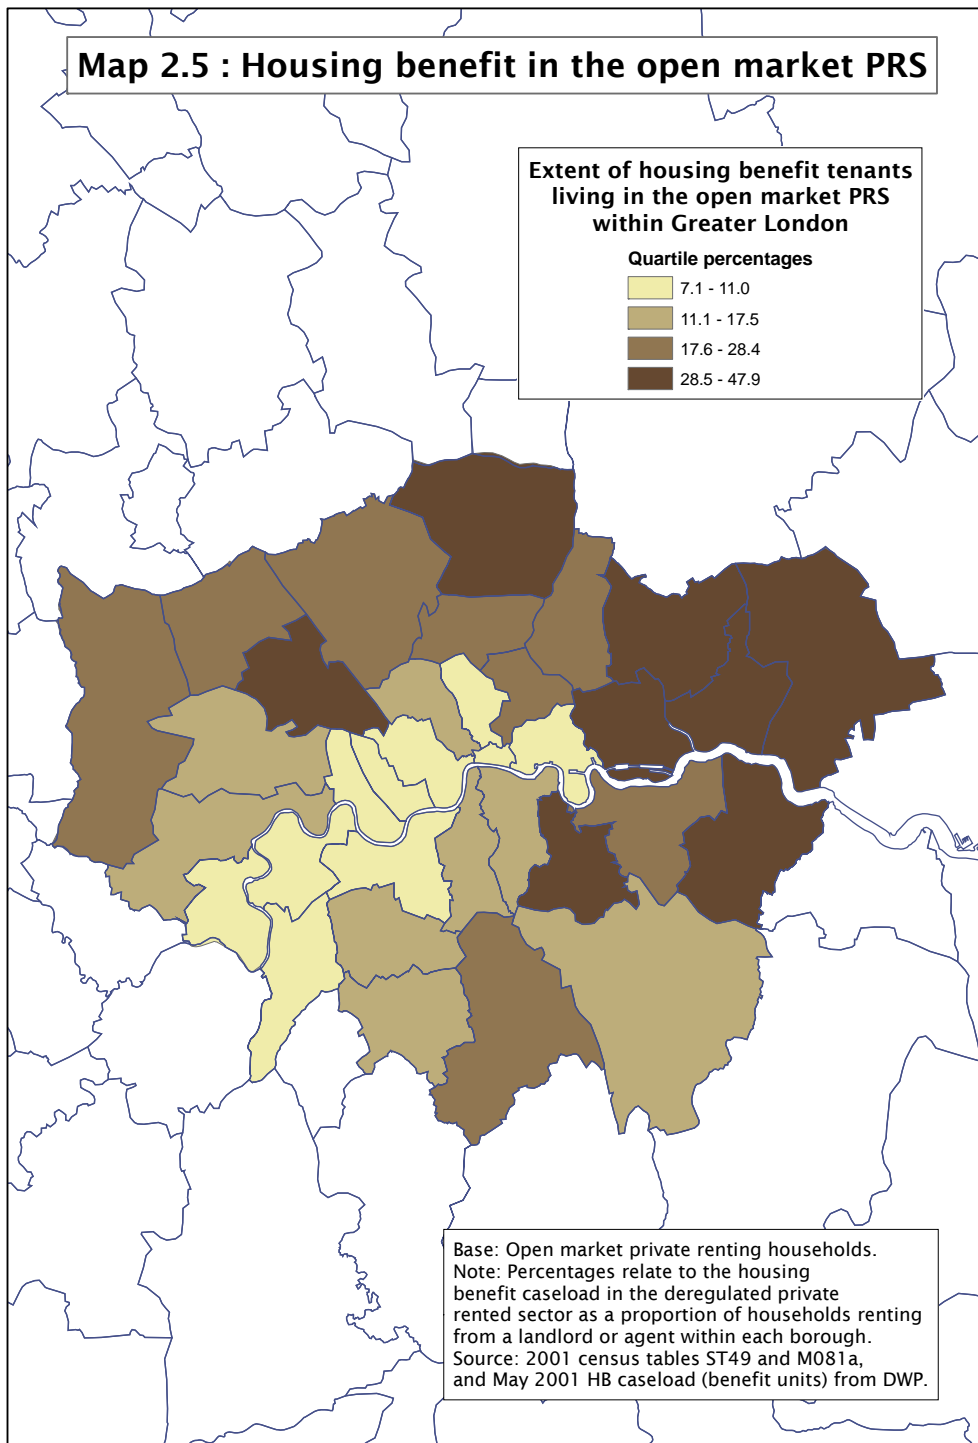 Map 2.5 : Housing benefit in the open market PRS
Extent of housing benefit tenants
living in the open market PRS
within Greater London
Quartile percentages
7.1 - 11.0
11.1 - 17.5
17.6 - 28.4
28.5 - 47.9
Base: Open market private renting households.
Note: Percentages relate to the housing
benefit caseload in the deregulated private
rented sector as a proportion of households renting
from a landlord or agent within each borough.
Source: 2001 census tables ST49 and M081a,
and May 2001 HB caseload (benefit units) from DWP.